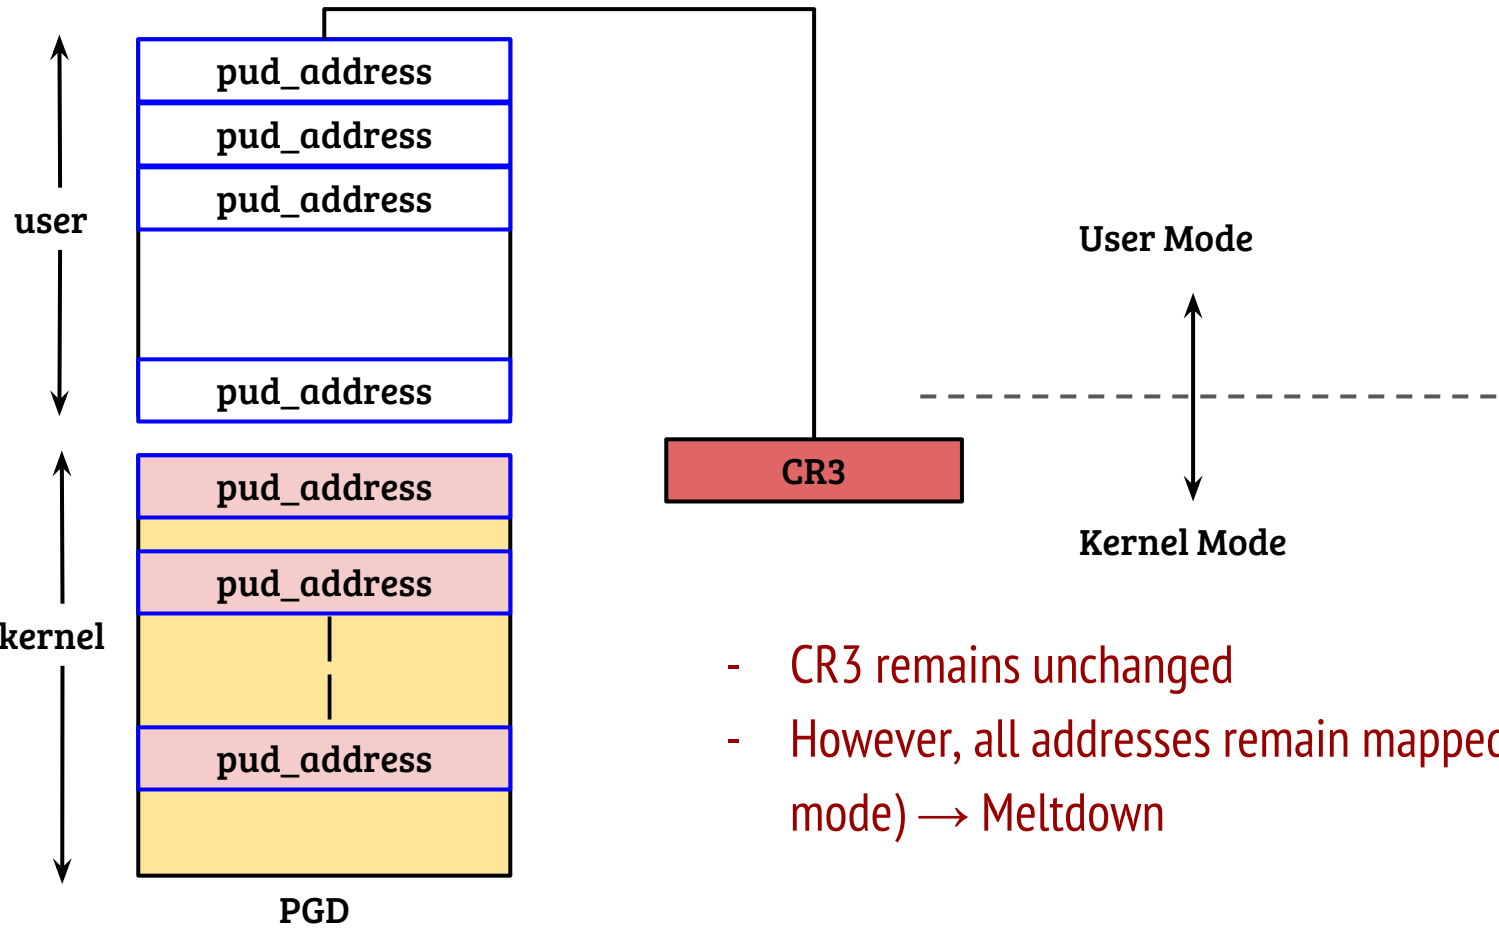 pud_address
pud_address
pud_address
user
pud_address
pud_address
pud_address
kernel
pud_address
PGD
CR3
User Mode
Kernel Mode
- CR3 remains unchanged
- However, all addresses remain mapped
mode) → Meltdown